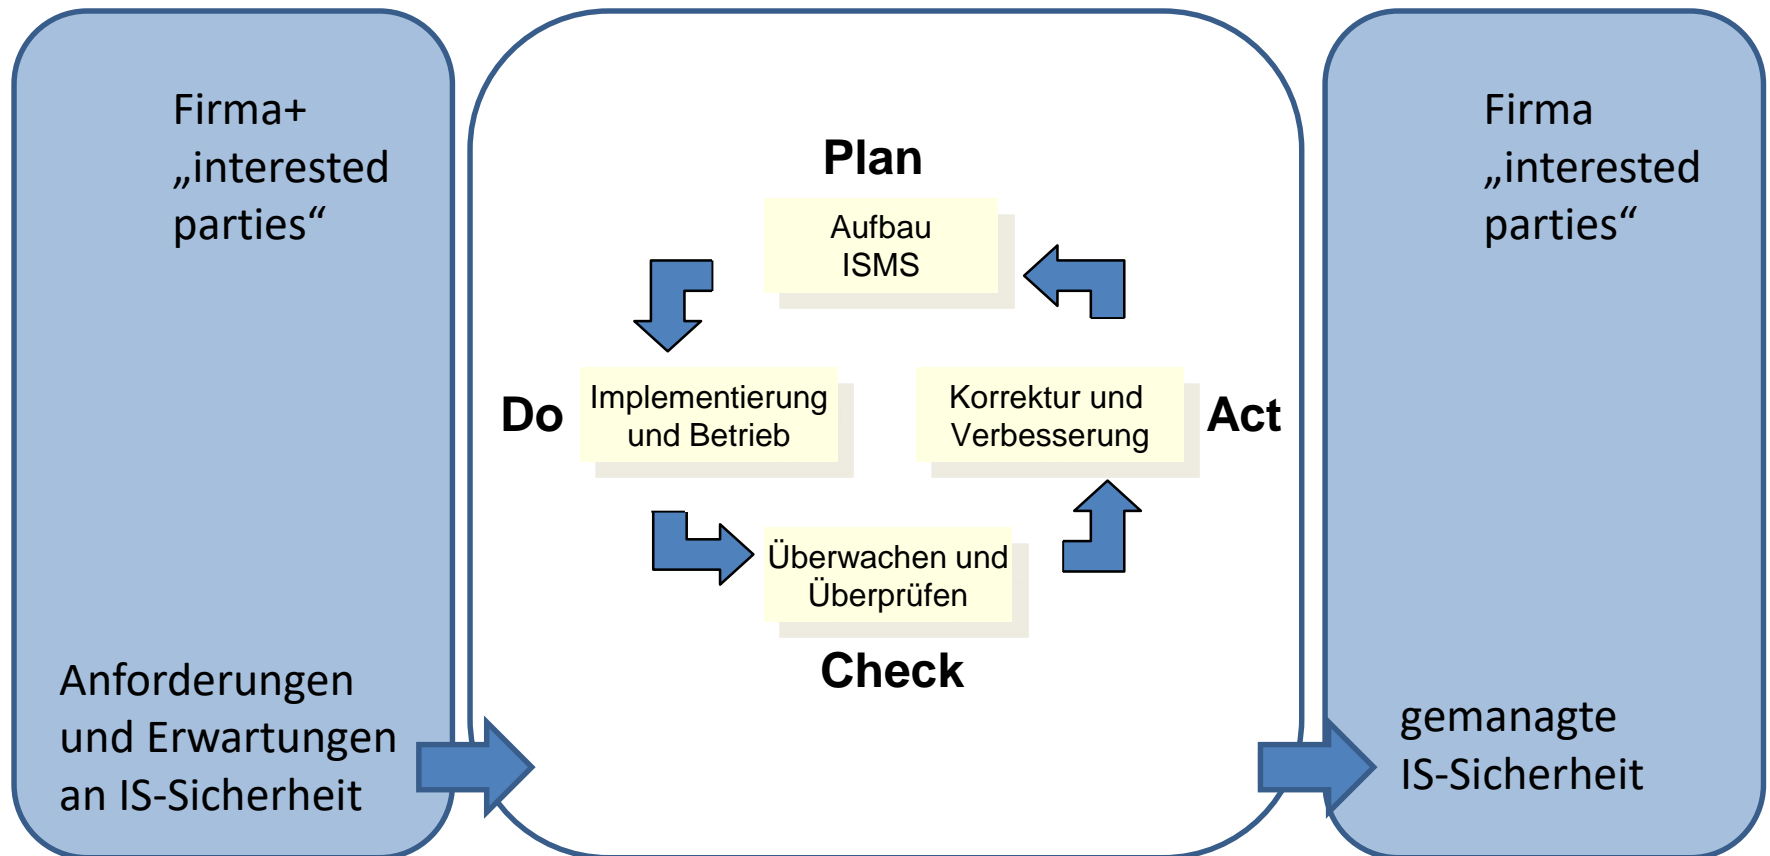 Firma+
„interested
parties“
Anforderungen
und Erwartungen
an IS-Sicherheit
Plan
Aufbau
ISMS
Do
Implementierung
und Betrieb
Korrektur und
Verbesserung
Act
Überwachen und
Überprüfen
Check
Firma
„interested
parties“
gemanagte
IS-Sicherheit